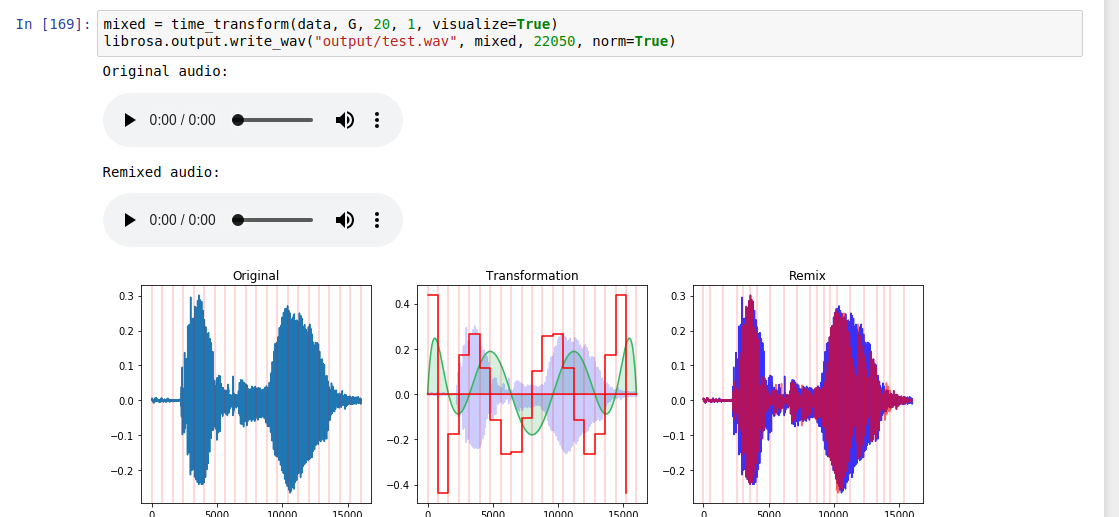 In [169]: mixed = time_transform(data, G, 20, 1, visualize=True)
librosa.output.write_wav("output/test.wav", mixed, 22050, norm=True)
Original audio:
0:00 / 0:00
Remixed audio:
0:00 / 0:00
Original
0.3
0.2
0.1
0.0
−0.1
−0.2
0 5000 10000 15000
Transformation
0.4
0.2
0.0
−0.2
−0.4
0 5000 10000 15000
Remix
0.3
0.2
0.1
0.0
−0.1
−0.2
0 5000 10000 15000